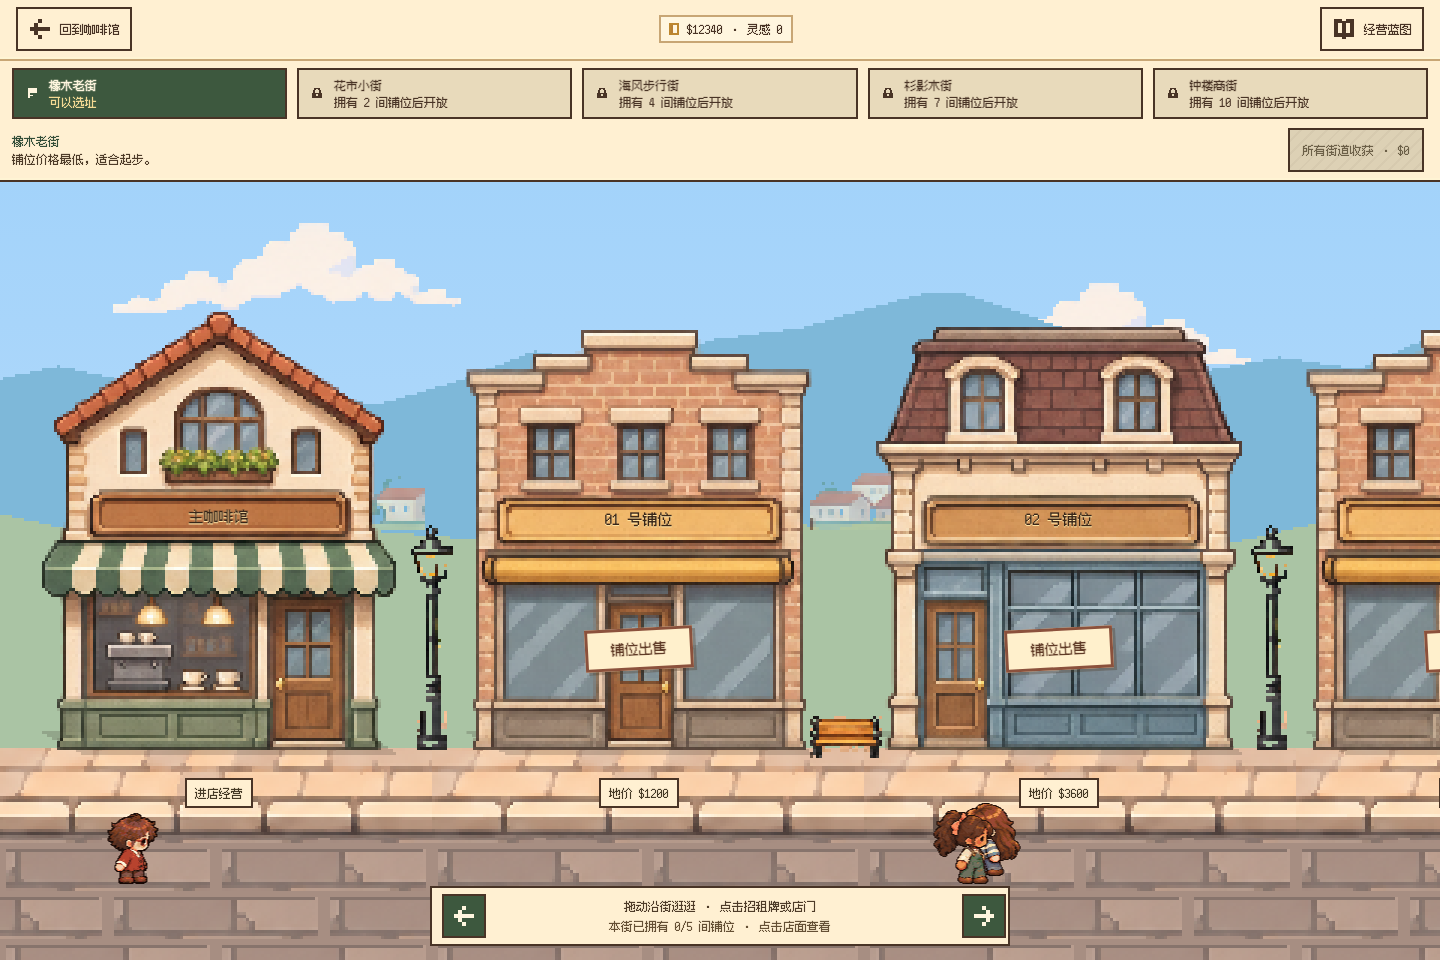 回到咖啡馆
$12340 · 灵感 0
经营蓝图
橡木老街
可以选址
花市小街
拥有 2 间铺位后开放
海风步行街
拥有 4 间铺位后开放
杉影木街
拥有 7 间铺位后开放
钟楼商街
拥有 10 间铺位后开放
橡木老街
铺位价格最低，适合起步。
所有街道收获 · $0
主咖啡馆
01 号铺位
02 号铺位
铺位出售
铺位出售
进店经营
地价 $1200
地价 $3600
拖动沿街逛逛 · 点击招租牌或店门
本街已拥有 0/5 间铺位 · 点击店面查看